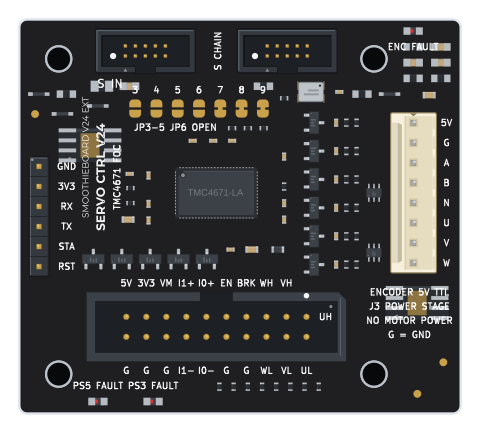 S IN
S CHAIN
ENC FAULT
3 4 5 6 7 8 9
JP3-5 JP6 OPEN
SMOOTHIEBOARD V24 EXT
SERVO CTRL V24
TMC4671 FOC
GND
3V3
RX
TX
STA
RST
TMC4671-LA
5V
G
A
B
N
U
V
W
5V 3V3 VM I1+ I0+ EN BRK WH VH
UH
G G G I1- I0- G G WL VL UL
ENCODER 5V TTL
J3 POWER STAGE
NO MOTOR POWER
G = GND
PS5 FAULT PS3 FAULT